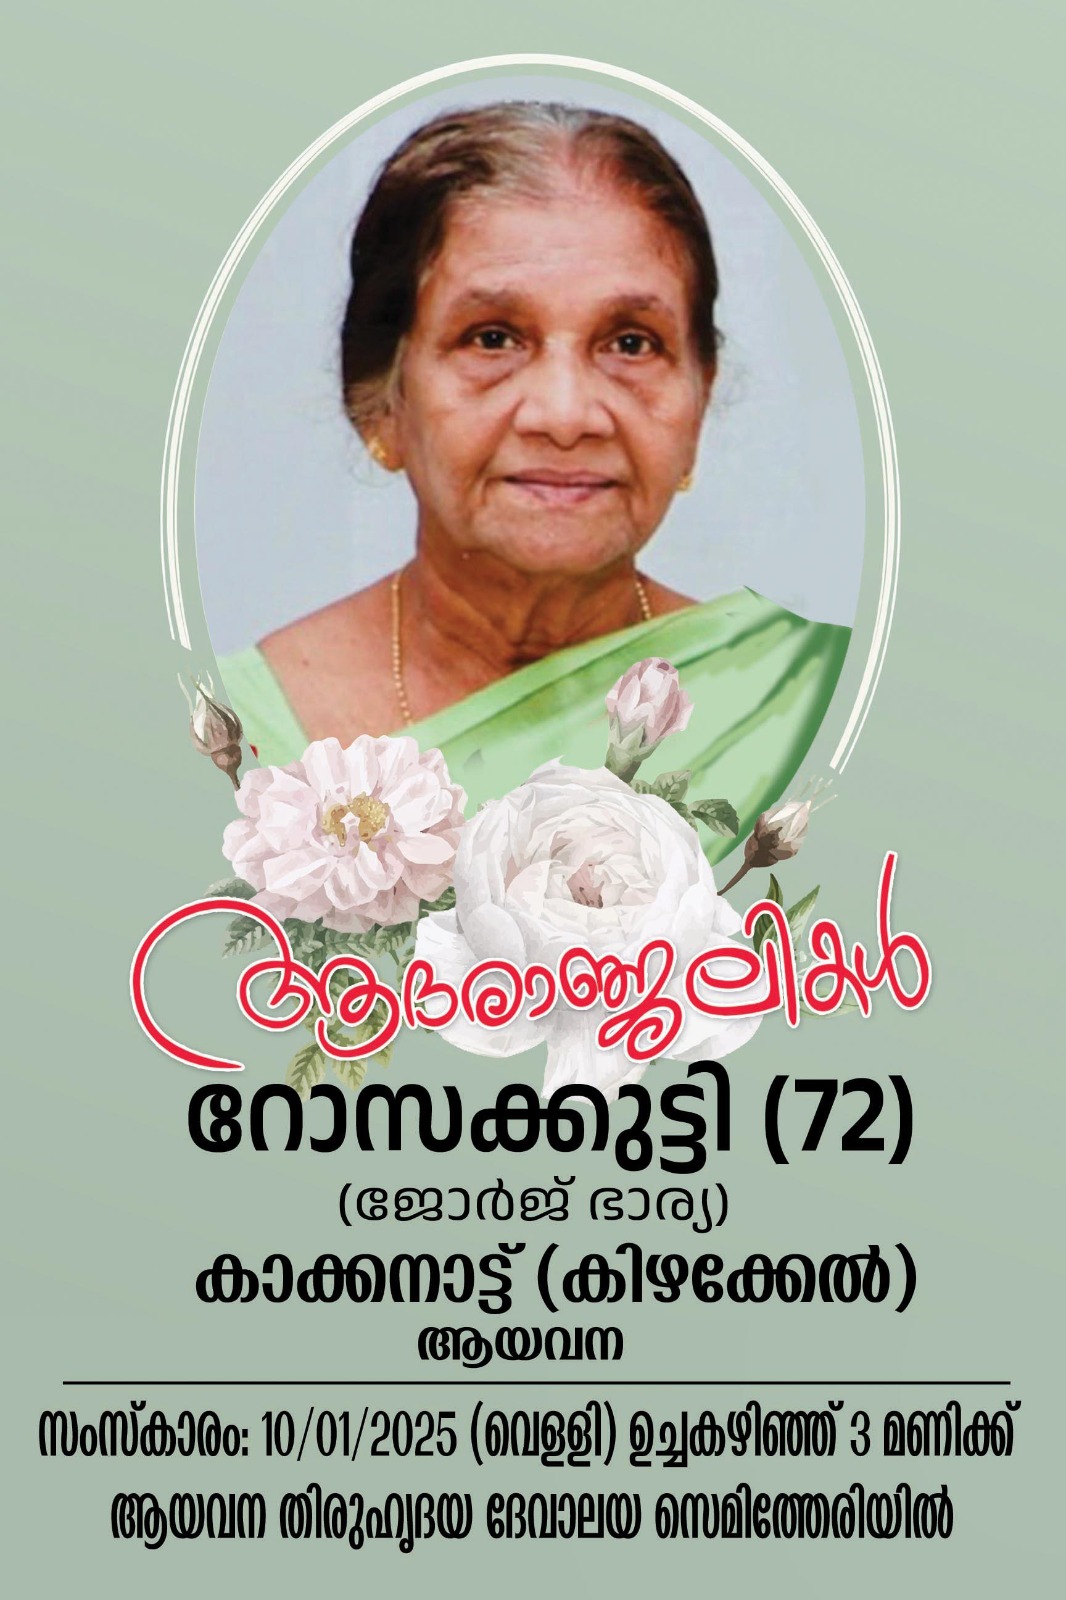 ആദരാഞ്ജലികൾ
റോസക്കുട്ടി (72)
(ജോർജ് ഭാര്യ)
കാക്കനാട്ട് (കിഴക്കേൽ)
ആയവന
സംസ്കാരം: 10/01/2025 (വെള്ളി) ഉച്ചകഴിഞ്ഞ് 3 മണിക്ക്
ആയവന തിരുഹൃദയ ദേവാലയ സെമിത്തേരിയിൽ